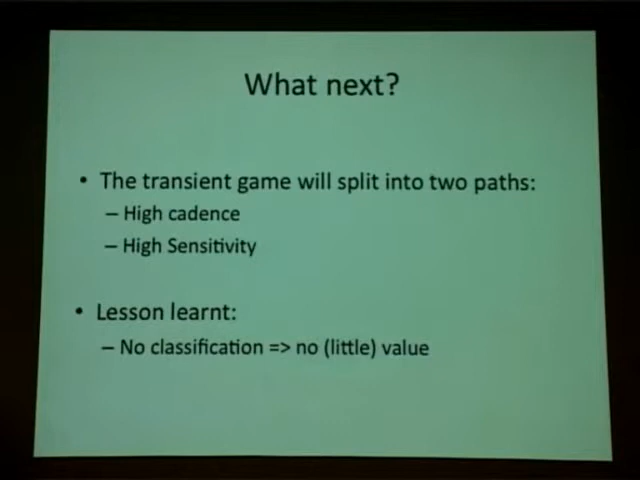 What next?
• The transient game will split into two paths:
– High cadence
– High Sensitivity
• Lesson learnt:
– No classification => no (little) value